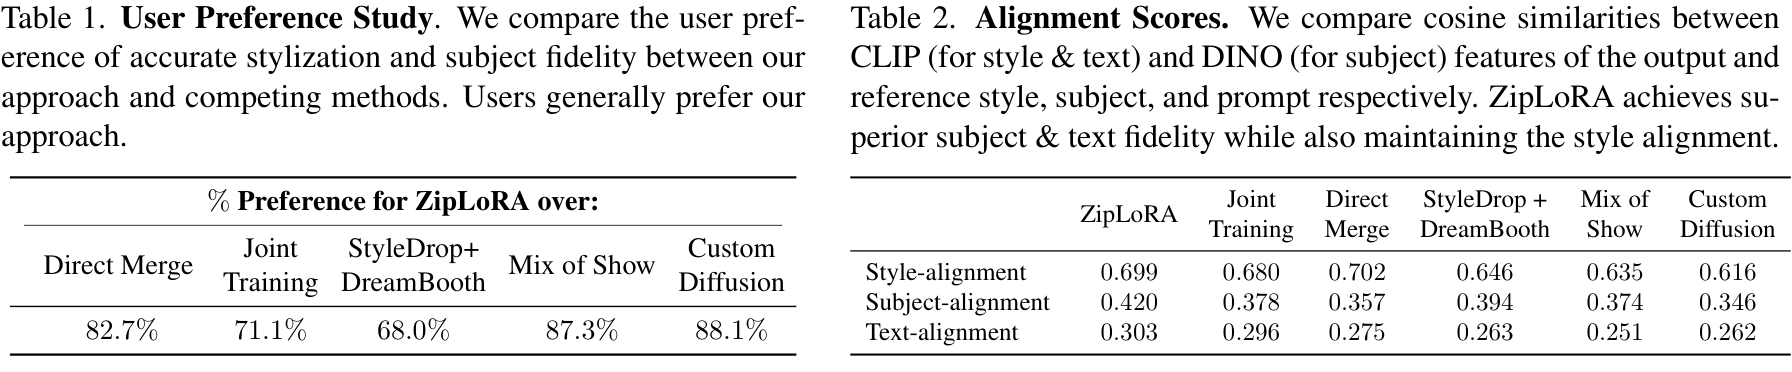 Table 1. User Preference Study. We compare the user pref-
erence of accurate stylization and subject fidelity between our
approach and competing methods. Users generally prefer our
approach.
% Preference for ZipLoRA over:
Direct Merge Joint Training StyleDrop+ DreamBooth Mix of Show Custom Diffusion
82.7% 71.1% 68.0% 87.3% 88.1%
Table 2. Alignment Scores. We compare cosine similarities between
CLIP (for style & text) and DINO (for subject) features of the output and
reference style, subject, and prompt respectively. ZipLoRA achieves su-
perior subject & text fidelity while also maintaining the style alignment.
ZipLoRA Joint Training Direct Merge StyleDrop + DreamBooth Mix of Show Custom Diffusion
Style-alignment 0.699 0.680 0.702 0.646 0.635 0.616
Subject-alignment 0.420 0.378 0.357 0.394 0.374 0.346
Text-alignment 0.303 0.296 0.275 0.263 0.251 0.262